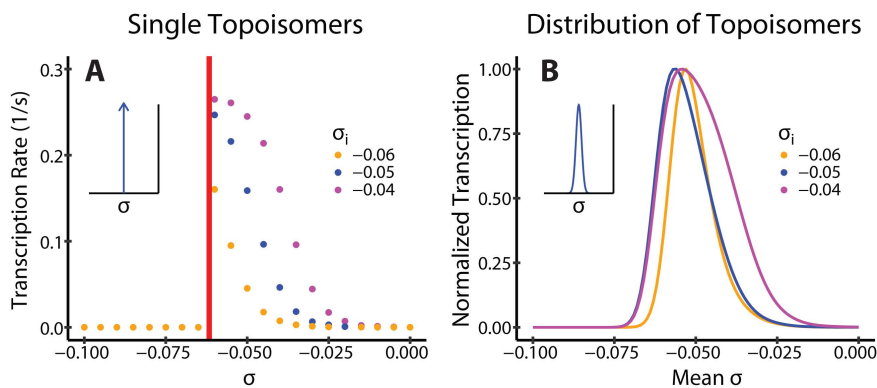 Single Topoisomers
Distribution of Topoisomers
A
Transcription Rate (1/s)
0.3
0.2
0.1
0.0
σ
σi
−0.06
−0.05
−0.04
−0.100
−0.075
−0.050
−0.025
0.000
σ
B
Normalized Transcription
1.00
0.75
0.50
0.25
0.00
σ
σi
−0.06
−0.05
−0.04
−0.100
−0.075
−0.050
−0.025
0.000
Mean σ